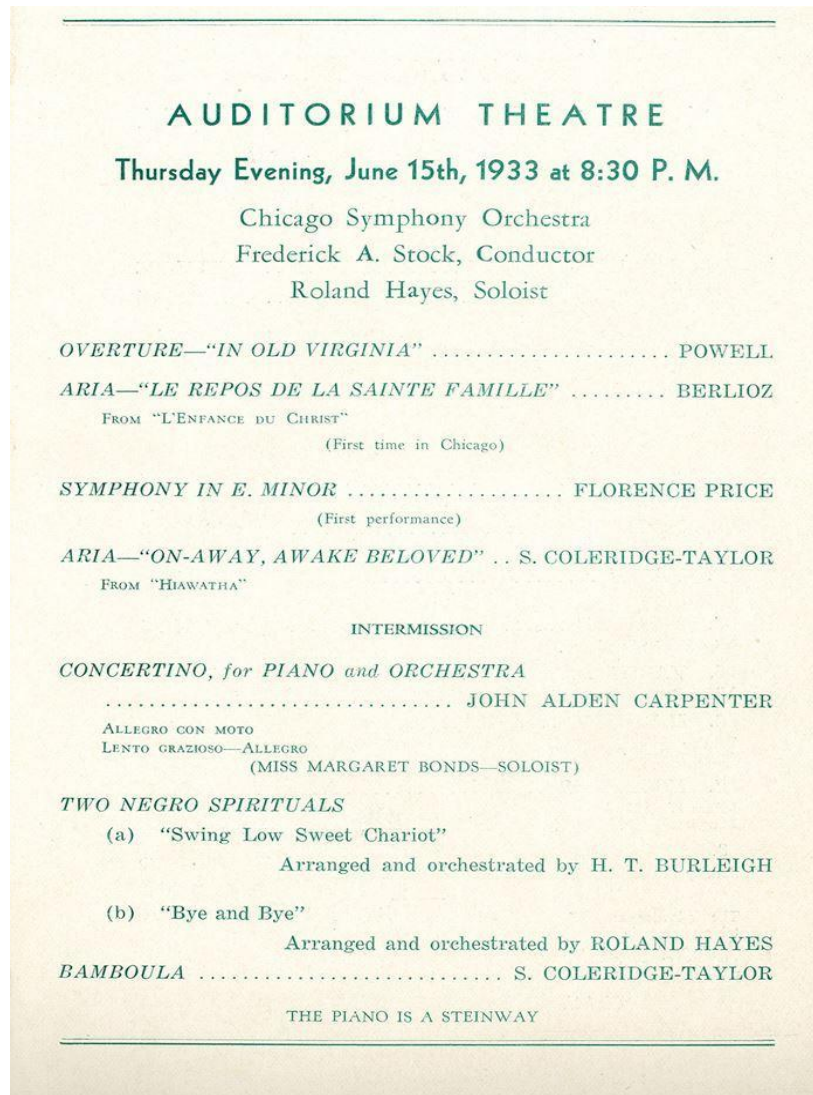 AUDITORIUM THEATRE
Thursday Evening, June 15th, 1933 at 8:30 P. M.
Chicago Symphony Orchestra
Frederick A. Stock, Conductor
Roland Hayes, Soloist
OVERTURE—"IN OLD VIRGINIA" ...................... POWELL
ARIA—"LE REPOS DE LA SAINTE FAMILLE" ......... BERLIOZ
FROM "L'ENFANCE DU CHRIST"
(First time in Chicago)
SYMPHONY IN E. MINOR .................... FLORENCE PRICE
(First performance)
ARIA—"ON-AWAY, AWAKE BELOVED" .. S. COLERIDGE-TAYLOR
FROM "HIAWATHA"
INTERMISSION
CONCERTINO, for PIANO and ORCHESTRA
................................ JOHN ALDEN CARPENTER
ALLEGRO CON MOTO
LENTO GRAZIOSO—ALLEGRO
(MISS MARGARET BONDS—SOLOIST)
TWO NEGRO SPIRITUALS
(a) "Swing Low Sweet Chariot"
Arranged and orchestrated by H. T. BURLEIGH
(b) "Bye and Bye"
Arranged and orchestrated by ROLAND HAYES
BAMBOULA ............................ S. COLERIDGE-TAYLOR
THE PIANO IS A STEINWAY